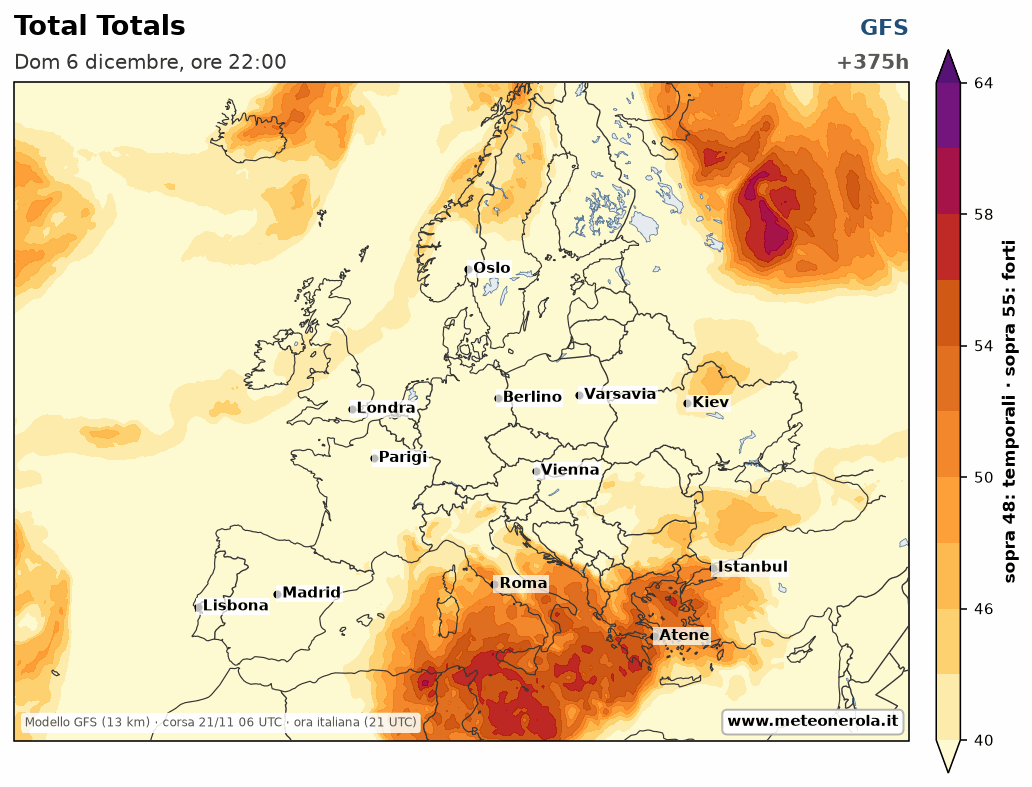 Total Totals
GFS
Dom 6 dicembre, ore 22:00
+375h
64
58
54
50
46
40
sopra 48: temporali · sopra 55: forti
Oslo
Berlino
Varsavia
Kiev
Londra
Parigi
Vienna
Istanbul
Roma
Madrid
Lisbona
Atene
Modello GFS (13 km) · corsa 21/11 06 UTC · ora italiana (21 UTC)
www.meteonerola.it